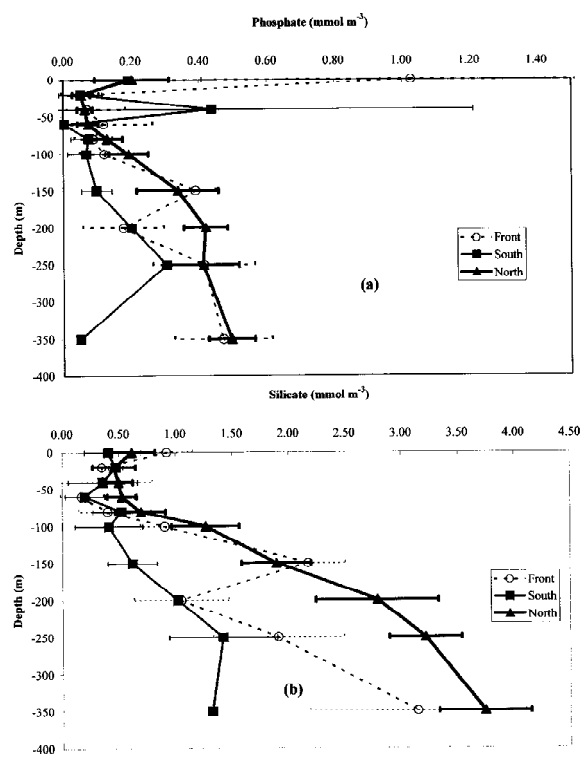 Phosphate (mmol m-3)
(a)
0.00 0.20 0.40 0.60 0.80 1.00 1.20 1.40
0
-50
-100
-150
-200
-250
-300
-350
-400
Depth (m)
Front
South
North
(a)
Silicate (mmol m-3)
(b)
0.00 0.50 1.00 1.50 2.00 2.50 3.00 3.50 4.00 4.50
0
-50
-100
-150
-200
-250
-300
-350
-400
Depth (m)
Front
South
North
(b)